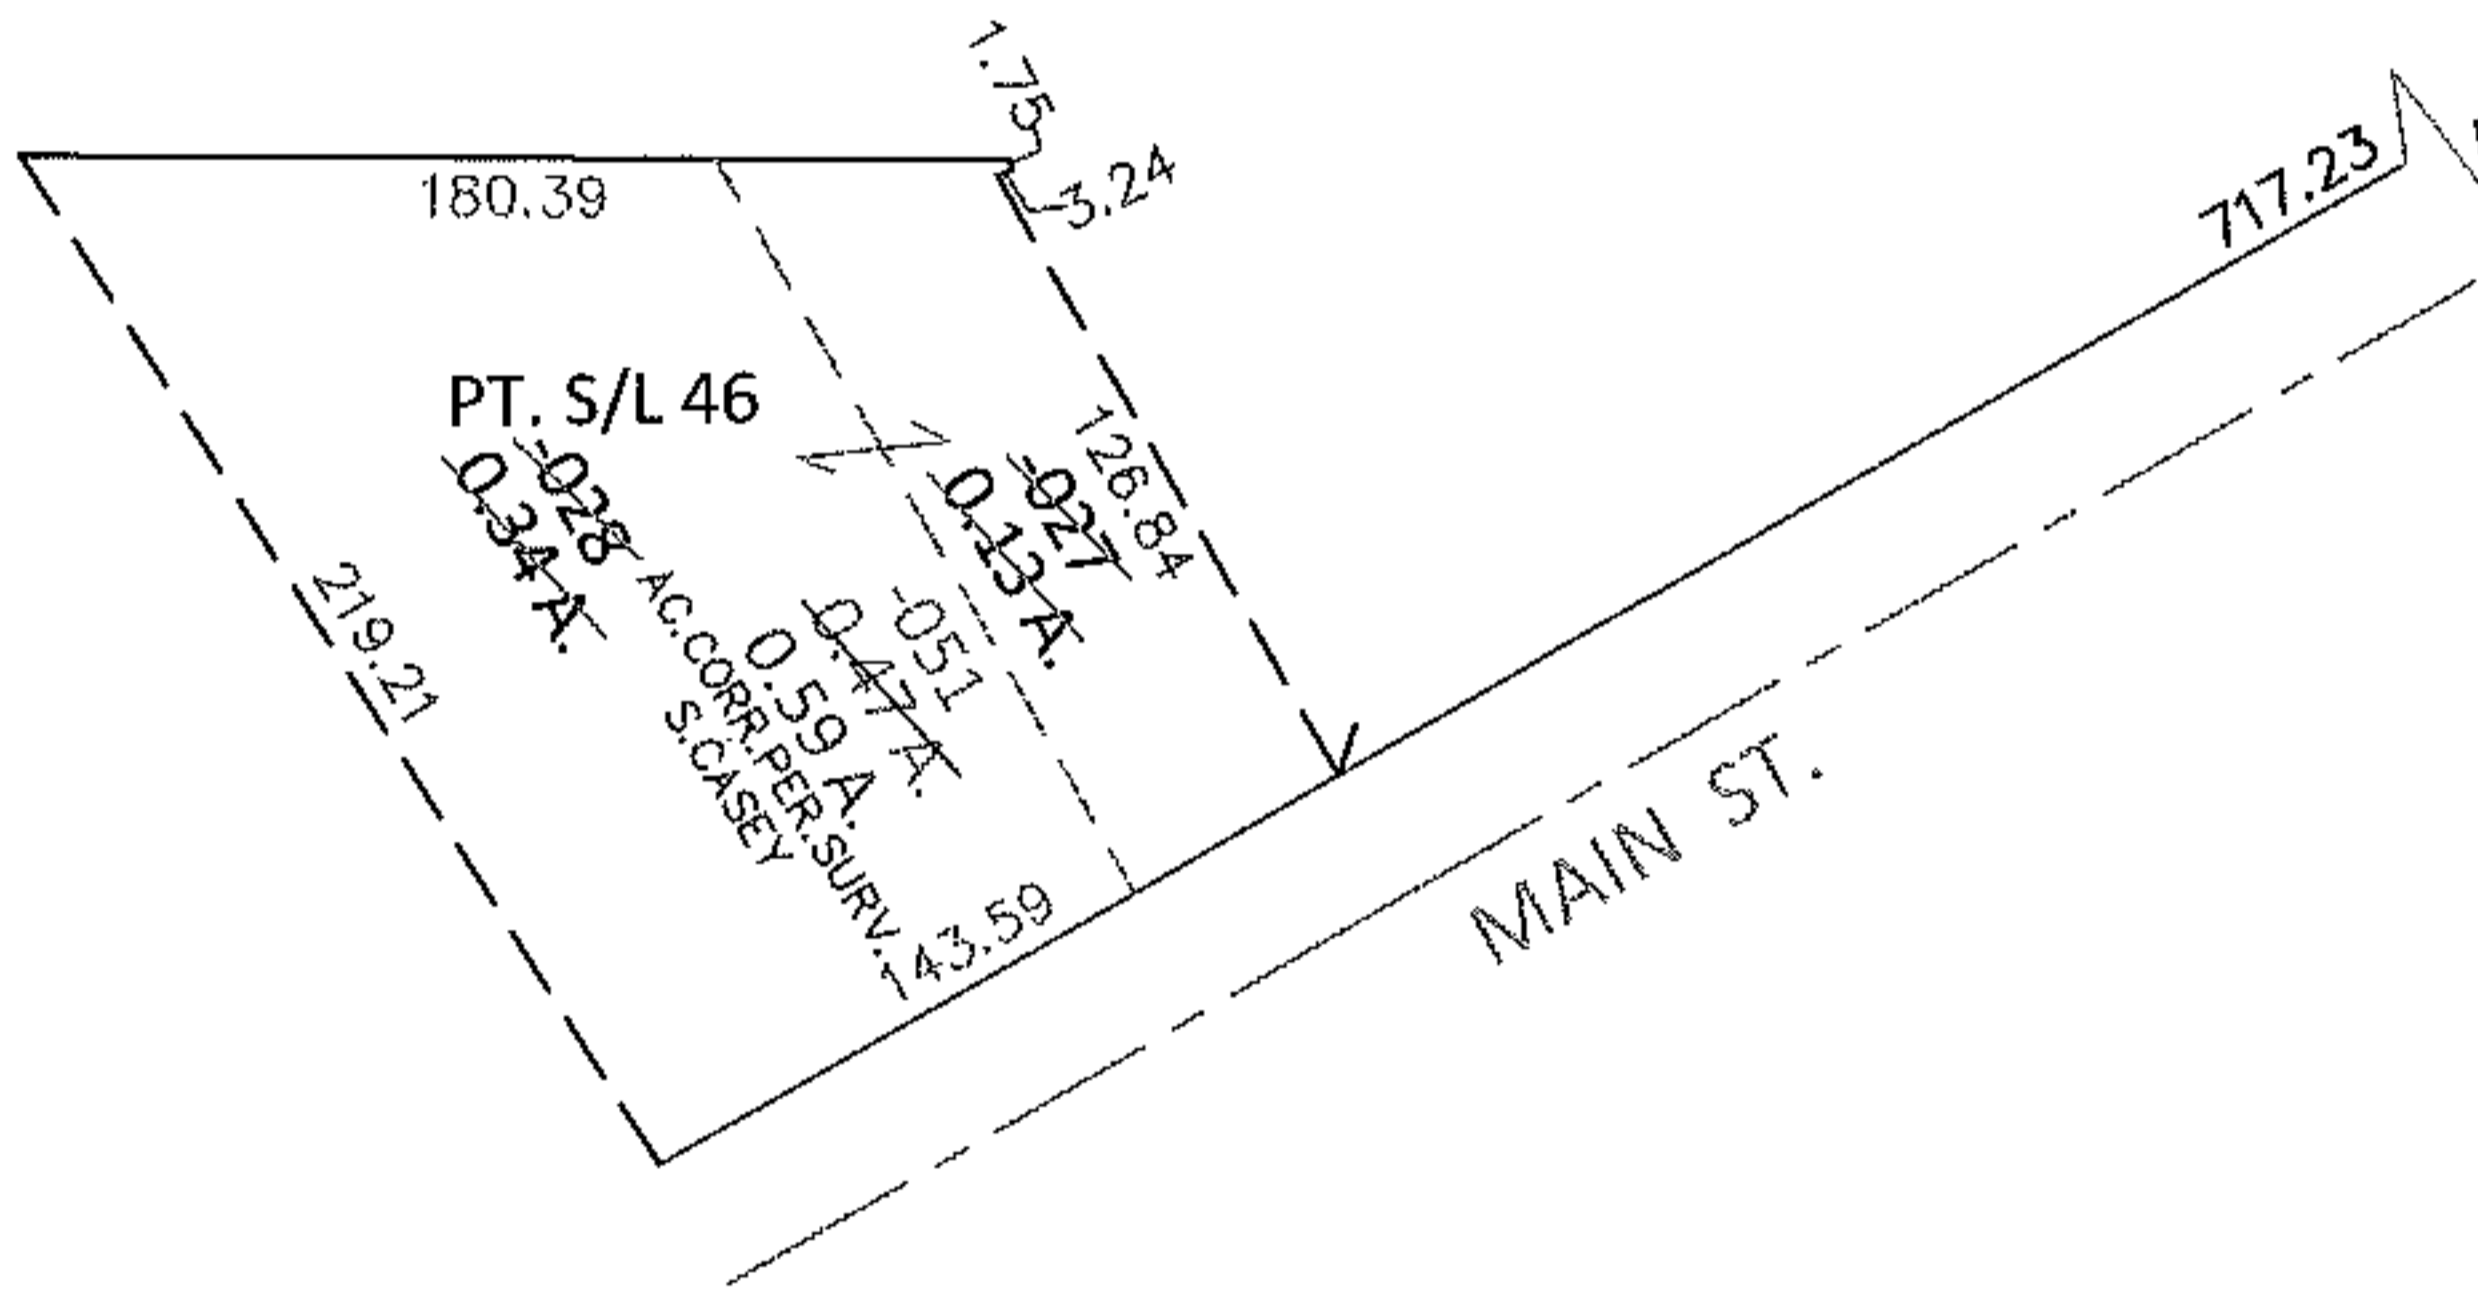 1.75
3.24
180.39
717.23
PT. S/L 46
-028
0.34 A.
-027
0.13 A.
126.84
219.21
-051
0.47 A.
0.59 A.
AC.CORR.PER.SURV.
S.CASEY
143.59
MAIN ST.